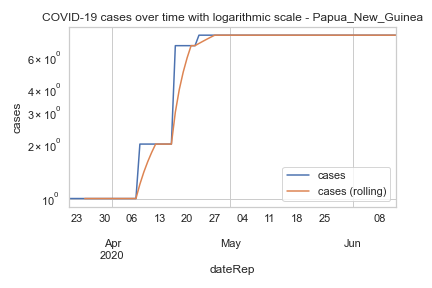 COVID-19 cases over time with logarithmic scale - Papua_New_Guinea
6 × 10⁰
4 × 10⁰
3 × 10⁰
2 × 10⁰
10⁰
cases
cases
cases (rolling)
23 30 06 13 20 27 04 11 18 25 08
Apr May Jun
2020
dateRep